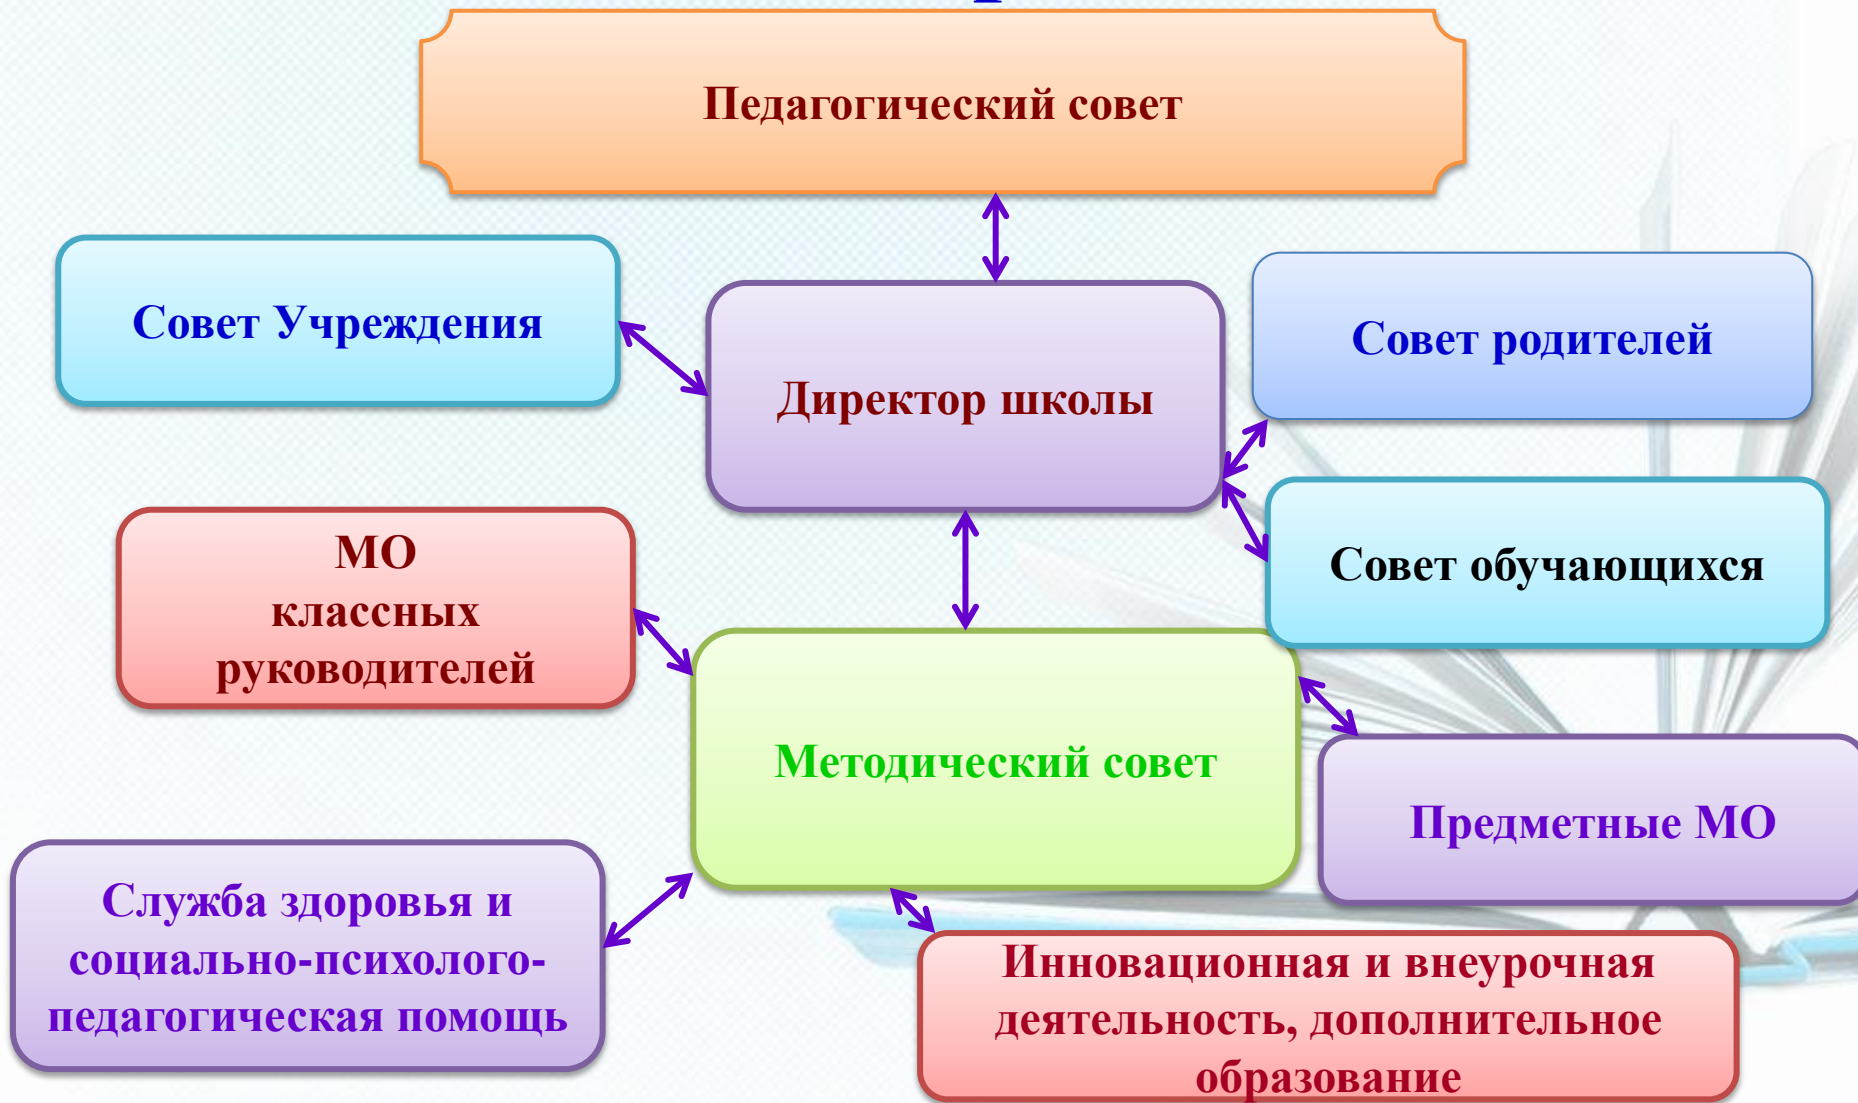 Педагогический совет
Совет Учреждения
Директор школы
Совет родителей
Совет обучающихся
МО
классных
руководителей
Методический совет
Предметные МО
Служба здоровья и
социально-психолого-
педагогическая помощь
Инновационная и внеурочная
деятельность, дополнительное
образование